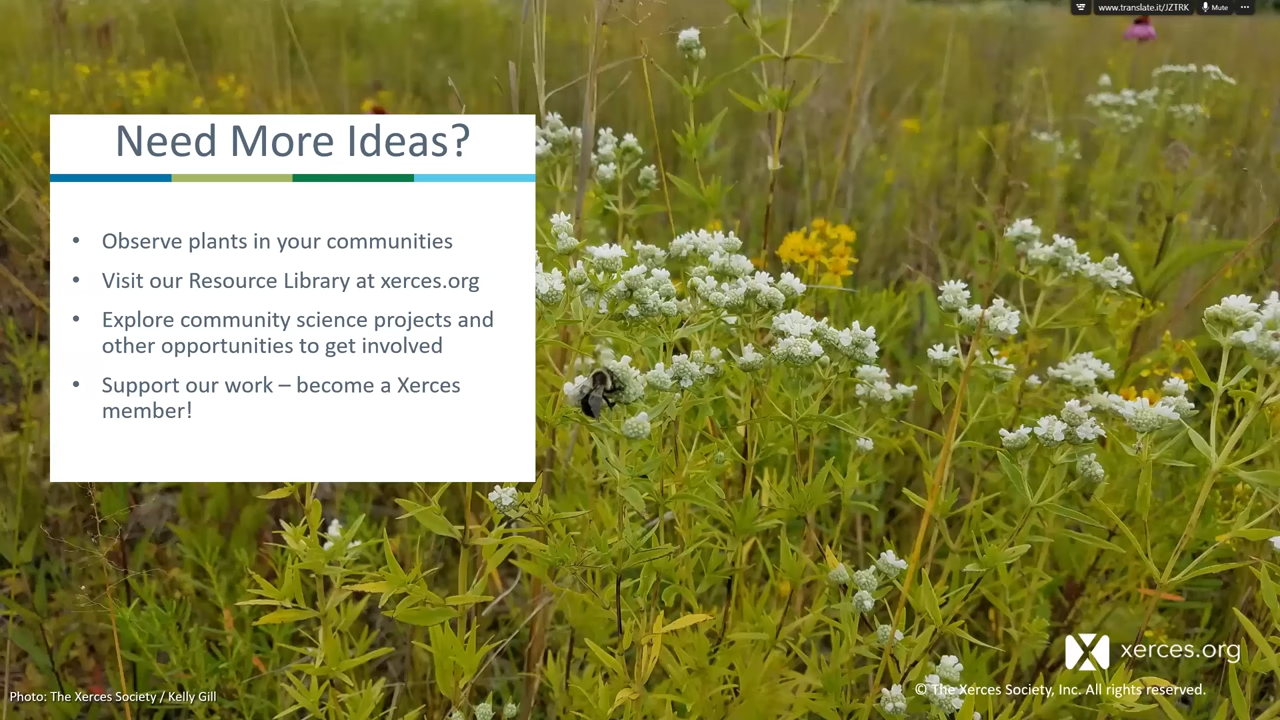 www.translate.it/JZTRK Mute
Need More Ideas?
• Observe plants in your communities
• Visit our Resource Library at xerces.org
• Explore community science projects and
other opportunities to get involved
• Support our work – become a Xerces
member!
xerces.org
Photo: The Xerces Society / Kelly Gill
© The Xerces Society, Inc. All rights reserved.